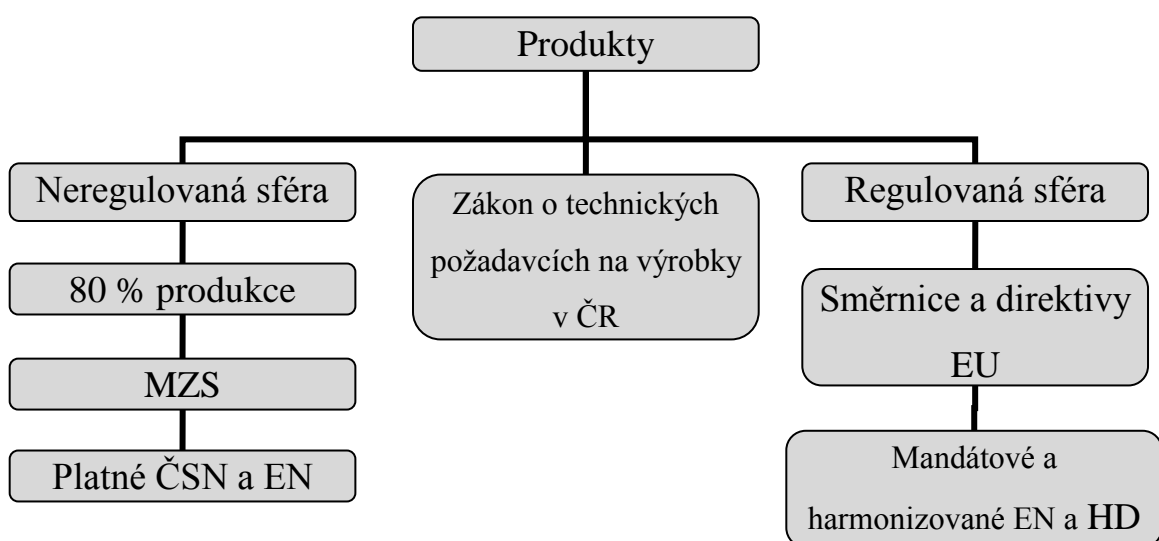 Produkty
Neregulovaná sféra
80 % produkce
MZS
Platné ČSN a EN
Zákon o technických
požadavcích na výrobky
v ČR
Regulovaná sféra
Směrnice a direktivy
EU
Mandátové a
harmonizované EN a HD